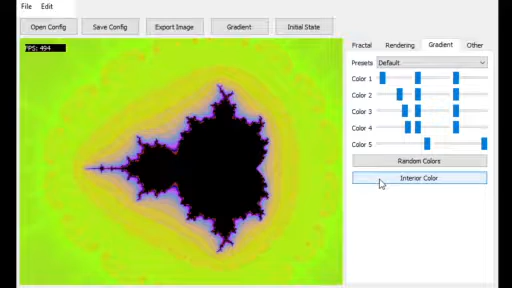 File Edit
Open Config Save Config Export Image Gradient Initial State
FPS: 494
Fractal Rendering Gradient Other
Presets Default
Color 1
Color 2
Color 3
Color 4
Color 5
Random Colors
Interior Color